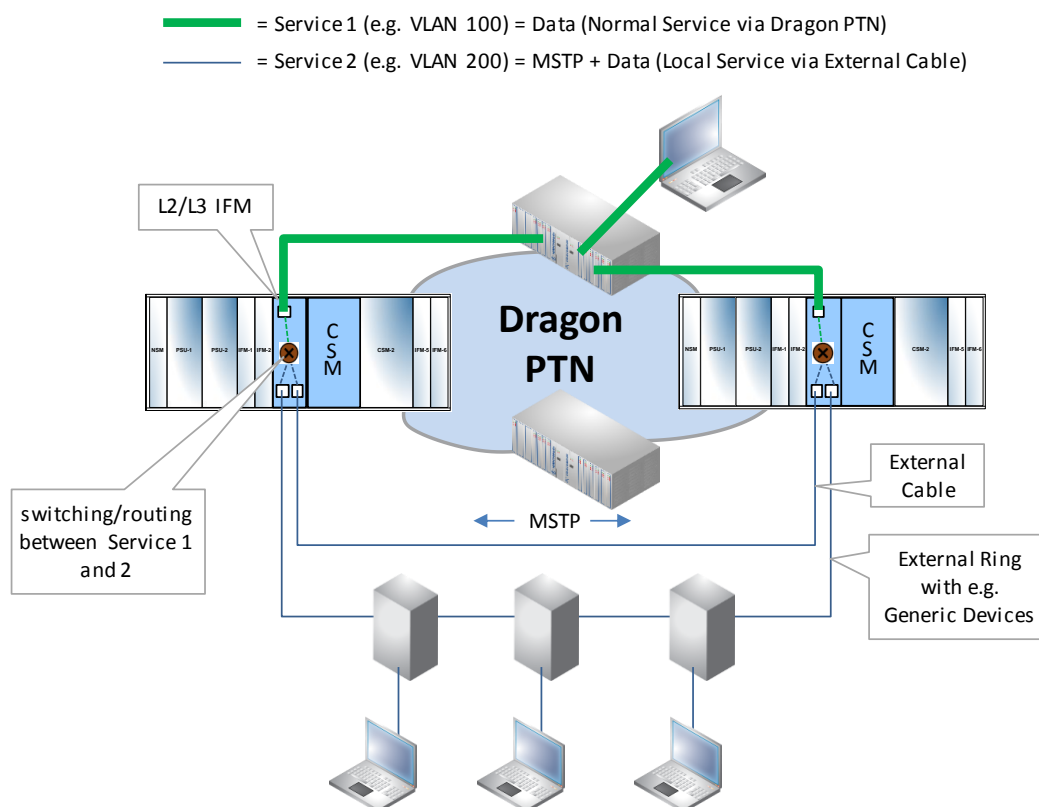 = Service 1 (e.g. VLAN 100) = Data (Normal Service via Dragon PTN)
= Service 2 (e.g. VLAN 200) = MSTP + Data (Local Service via External Cable)
L2/L3 IFM
Dragon
PTN
NSM
PSU-1
PSU-2
IFM-1
IFM-2
CSM
CSM-2
IFM-5
IFM-6
NSM
PSU-1
PSU-2
IFM-1
IFM-2
CSM
CSM-2
IFM-5
IFM-6
switching/routing
between Service 1
and 2
MSTP
External
Cable
External Ring
with e.g.
Generic Devices